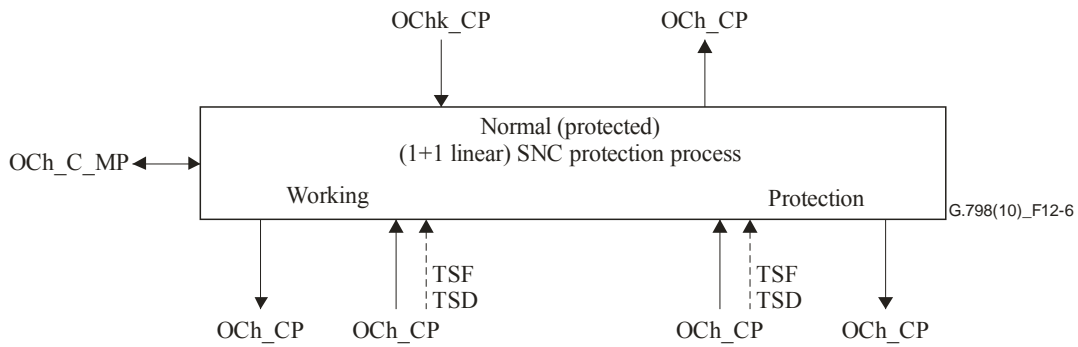 OChk_CP
OCh_CP
Normal (protected)
(1+1 linear) SNC protection process
OCh_C_MP
Working
Protection
G.798(10)_F12-6
TSF
TSD
TSF
TSD
OCh_CP
OCh_CP
OCh_CP
OCh_CP